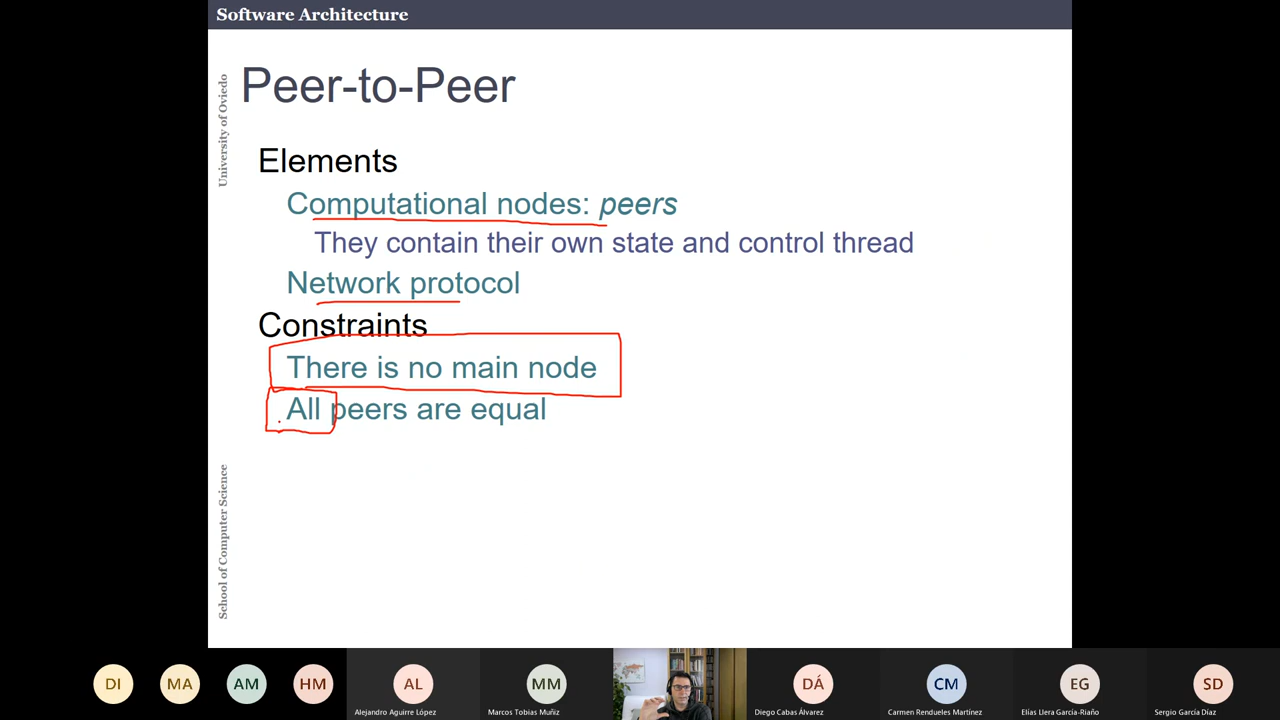 Software Architecture
University of Oviedo
Peer-to-Peer
Elements
Computational nodes: peers
They contain their own state and control thread
Network protocol
Constraints
There is no main node
All peers are equal
School of Computer Science
DI
MA
AM
HM
AL
Alejandro Aguirre López
MM
Marcos Tobias Muñiz
DÁ
Diego Cabas Álvarez
CM
Carmen Rendueles Martínez
EG
Elías Llera García-Riaño
SD
Sergio García Díaz